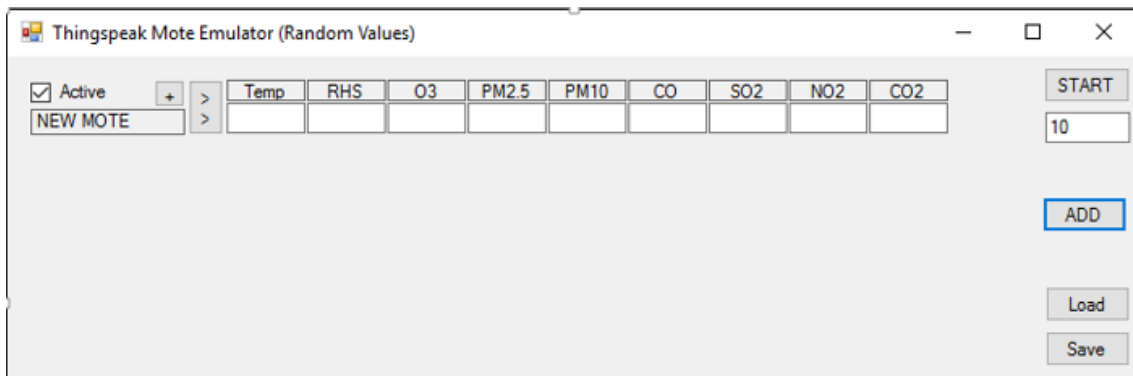 Thingspeak Mote Emulator (Random Values)
Active + > Temp RHS O3 PM2.5 PM10 CO SO2 NO2 CO2 START
NEW MOTE > 10
ADD
Load
Save